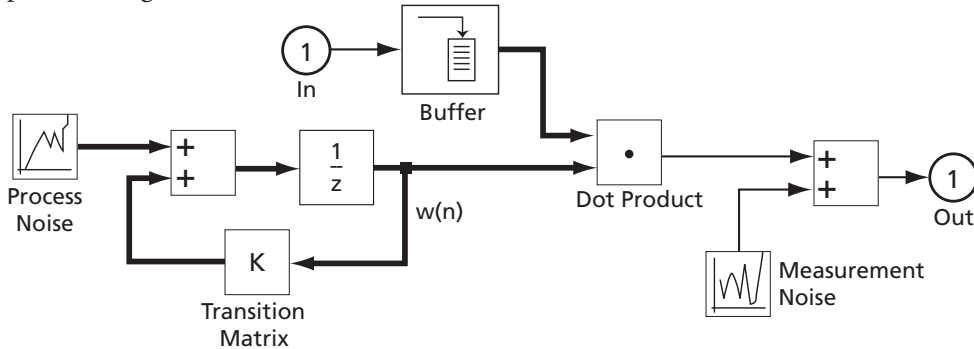 1
In
Buffer
Process
Noise
+
+
1
z
w(n)
K
Transition
Matrix
Dot Product
+
+
1
Out
Measurement
Noise